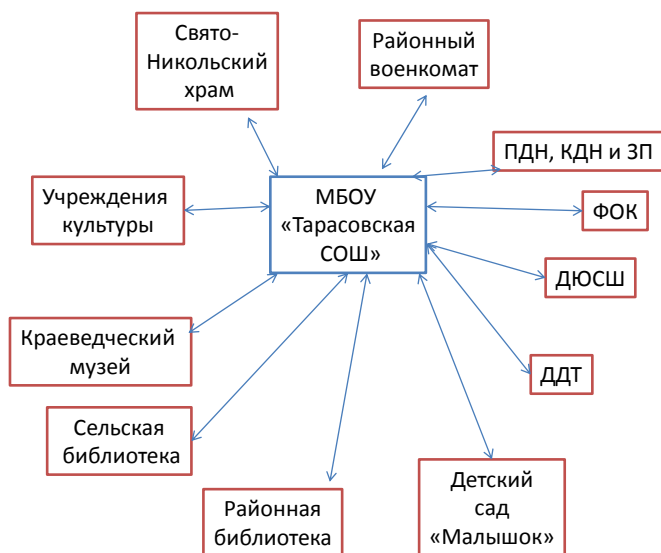 Свято-
Никольский
храм
Районный
военкомат
ПДН, КДН и ЗП
МБОУ
«Тарасовская
СОШ»
Учреждения
культуры
ФОК
ДЮСШ
Краеведческий
музей
ДДТ
Сельская
библиотека
Детский
сад
«Малышок»
Районная
библиотека